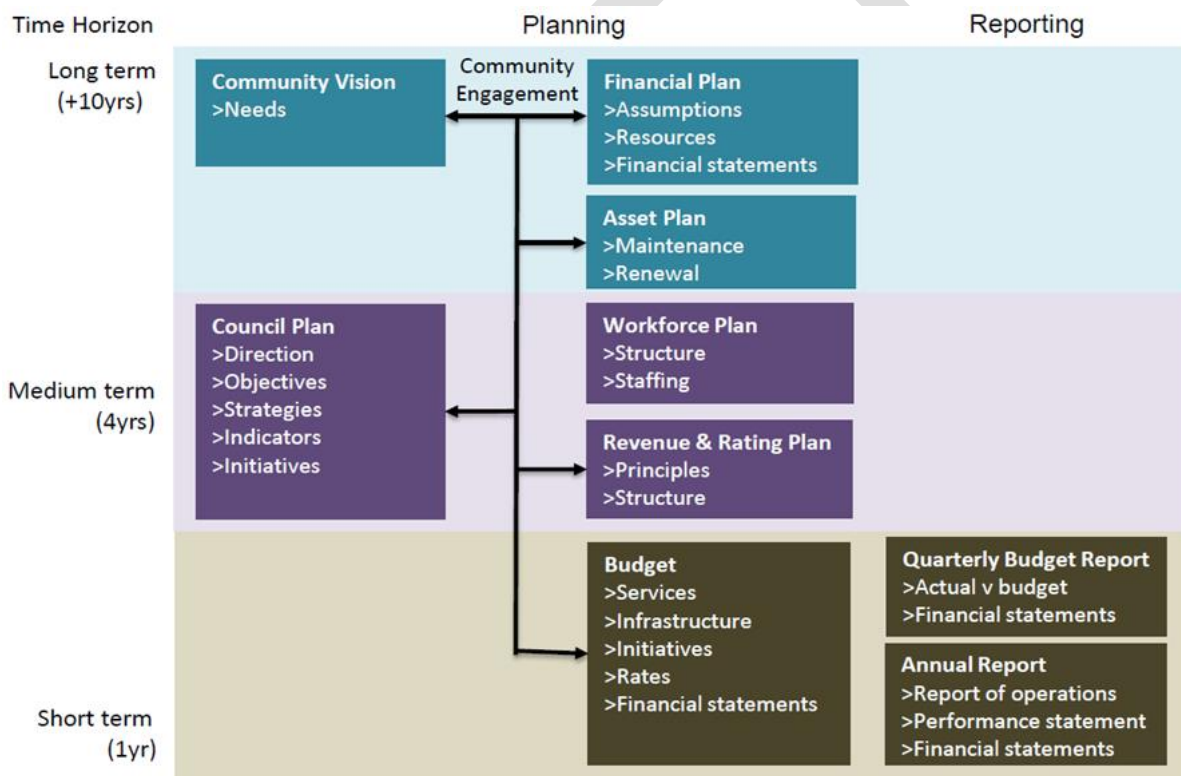 Time Horizon
Planning
Reporting
Long term
(+10yrs)
Community Vision
>Needs
Community
Engagement
Financial Plan
>Assumptions
>Resources
>Financial statements
Asset Plan
>Maintenance
>Renewal
Medium term
(4yrs)
Council Plan
>Direction
>Objectives
>Strategies
>Indicators
>Initiatives
Workforce Plan
>Structure
>Staffing
Revenue & Rating Plan
>Principles
>Structure
Short term
(1yr)
Budget
>Services
>Infrastructure
>Initiatives
>Rates
>Financial statements
Quarterly Budget Report
>Actual v budget
>Financial statements
Annual Report
>Report of operations
>Performance statement
>Financial statements